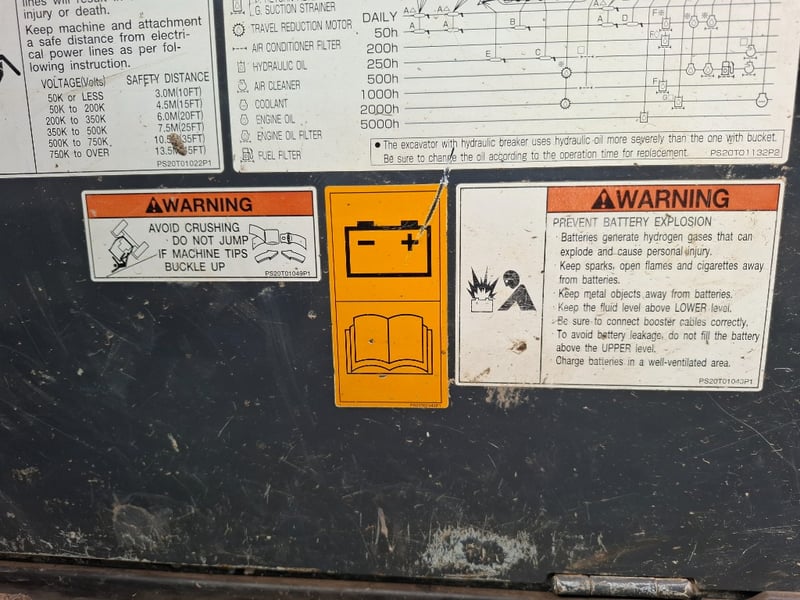 lines will result in
injury or death.
Keep machine and attachment
a safe distance from electri-
cal power lines as per fol-
lowing instruction.
VOLTAGE(Volts) SAFETY DISTANCE
50K or LESS 3.0M(10FT)
50K to 200K 4.5M(15FT)
200K to 350K 6.0M(20FT)
350K to 500K 7.5M(25FT)
500K to 750K
750K to OVER
PS20T01022P1
G. SUCTION STRAINER
TRAVEL REDUCTION MOTOR
AIR CONDITIONER FILTER
HYDRAULIC OIL
AIR CLEANER
COOLANT
ENGINE OIL
ENGINE OIL FILTER
FUEL FILTER
DAILY A A B A D
50h
200h
250h E C
500h
1000h
2000h
5000h
● The excavator with hydraulic breaker uses hydraulic oil more severely than the one with bucket.
Be sure to change the oil according to the operation time for replacement. PS20T01132P2
WARNING
AVOID CRUSHING
· DO NOT JUMP
IF MACHINE TIPS
BUCKLE UP
PS20T01049P1
- +
WARNING
PREVENT BATTERY EXPLOSION
· Batteries generate hydrogen gases that can
explode and cause personal injury.
· Keep sparks, open flames and cigarettes away
from batteries.
· Keep metal objects away from batteries.
· Keep the fluid level above LOWER level.
· Be sure to connect booster cables correctly.
· To avoid battery leakage, do not fill the battery
above the UPPER level.
· Charge batteries in a well-ventilated area.
PS20T01043P1